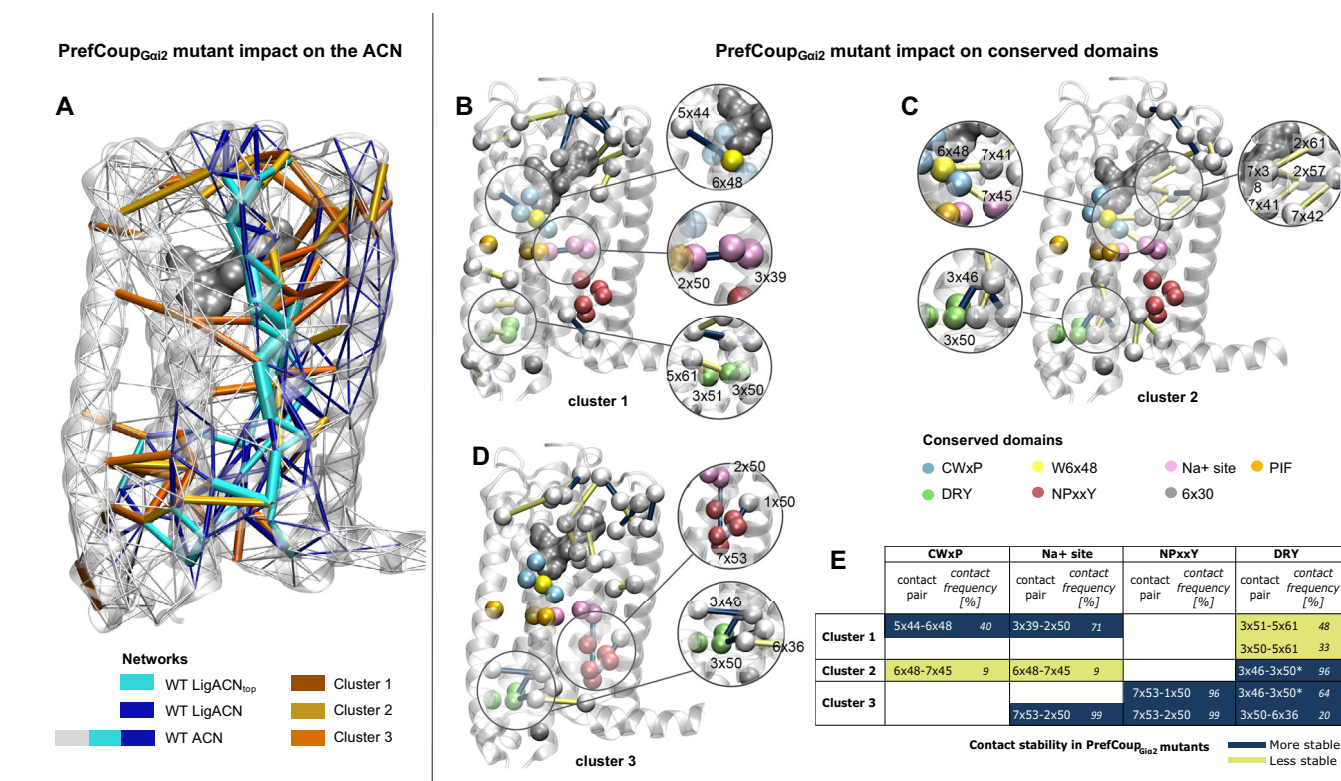 PrefCoupGαi2 mutant impact on the ACN
PrefCoupGαi2 mutant impact on conserved domains
A
Networks
WT LigACNtop
WT LigACN
WT ACN
Cluster 1
Cluster 2
Cluster 3
B
5x44
6x48
2x50
3x39
5x61
3x51
3x50
cluster 1
C
6x48
7x41
7x45
2x61
7x3
8
2x57
7x41
7x42
3x46
3x50
cluster 2
D
2x50
1x50
7x53
3x46
6x36
3x50
cluster 3
Conserved domains
CWxP W6x48 Na+ site PIF
DRY NPxxY 6x30
E
CWxP Na+ site NPxxY DRY
contact pair contact frequency [%] contact pair contact frequency [%] contact pair contact frequency [%] contact pair contact frequency [%]
Cluster 1 5x44-6x48 40 3x39-2x50 71 3x51-5x61 48
3x50-5x61 33
Cluster 2 6x48-7x45 9 6x48-7x45 9 3x46-3x50* 96
Cluster 3 7x53-1x50 96 3x46-3x50* 64
7x53-2x50 99 7x53-2x50 99 3x50-6x36 20
Contact stability in PrefCoupGiα2 mutants
More stable
Less stable